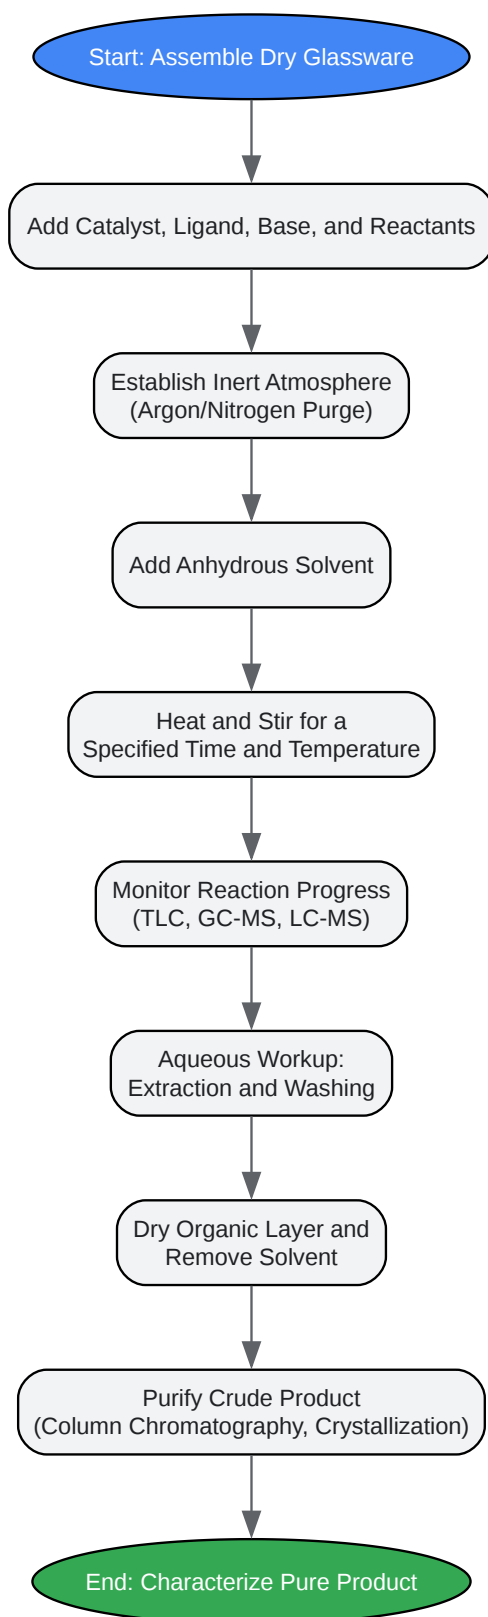 Start: Assemble Dry Glassware
Add Catalyst, Ligand, Base, and Reactants
Establish Inert Atmosphere
(Argon/Nitrogen Purge)
Add Anhydrous Solvent
Heat and Stir for a
Specified Time and Temperature
Monitor Reaction Progress
(TLC, GC-MS, LC-MS)
Aqueous Workup:
Extraction and Washing
Dry Organic Layer and
Remove Solvent
Purify Crude Product
(Column Chromatography, Crystallization)
End: Characterize Pure Product